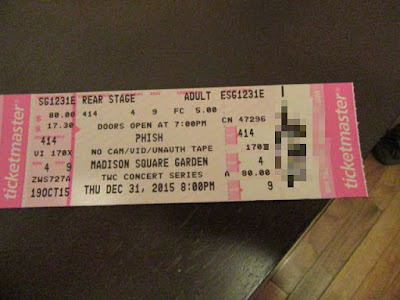 ticketmaster
SG1231E REAR STAGE ADULT ESG1231E
$ 80.00 414 4 9 FC 5.00
$ 17.30 DOORS OPEN AT 7:00PM CN 47296
414 PHISH 414
VI 170X NO CAM/VID/UNAUTH TAPE
4 9 MADISON SQUARE GARDEN 4
ZWS727A TWC CONCERT SERIES A 80.00
19OCT15 THU DEC 31, 2015 8:00PM 9
ticketmaster